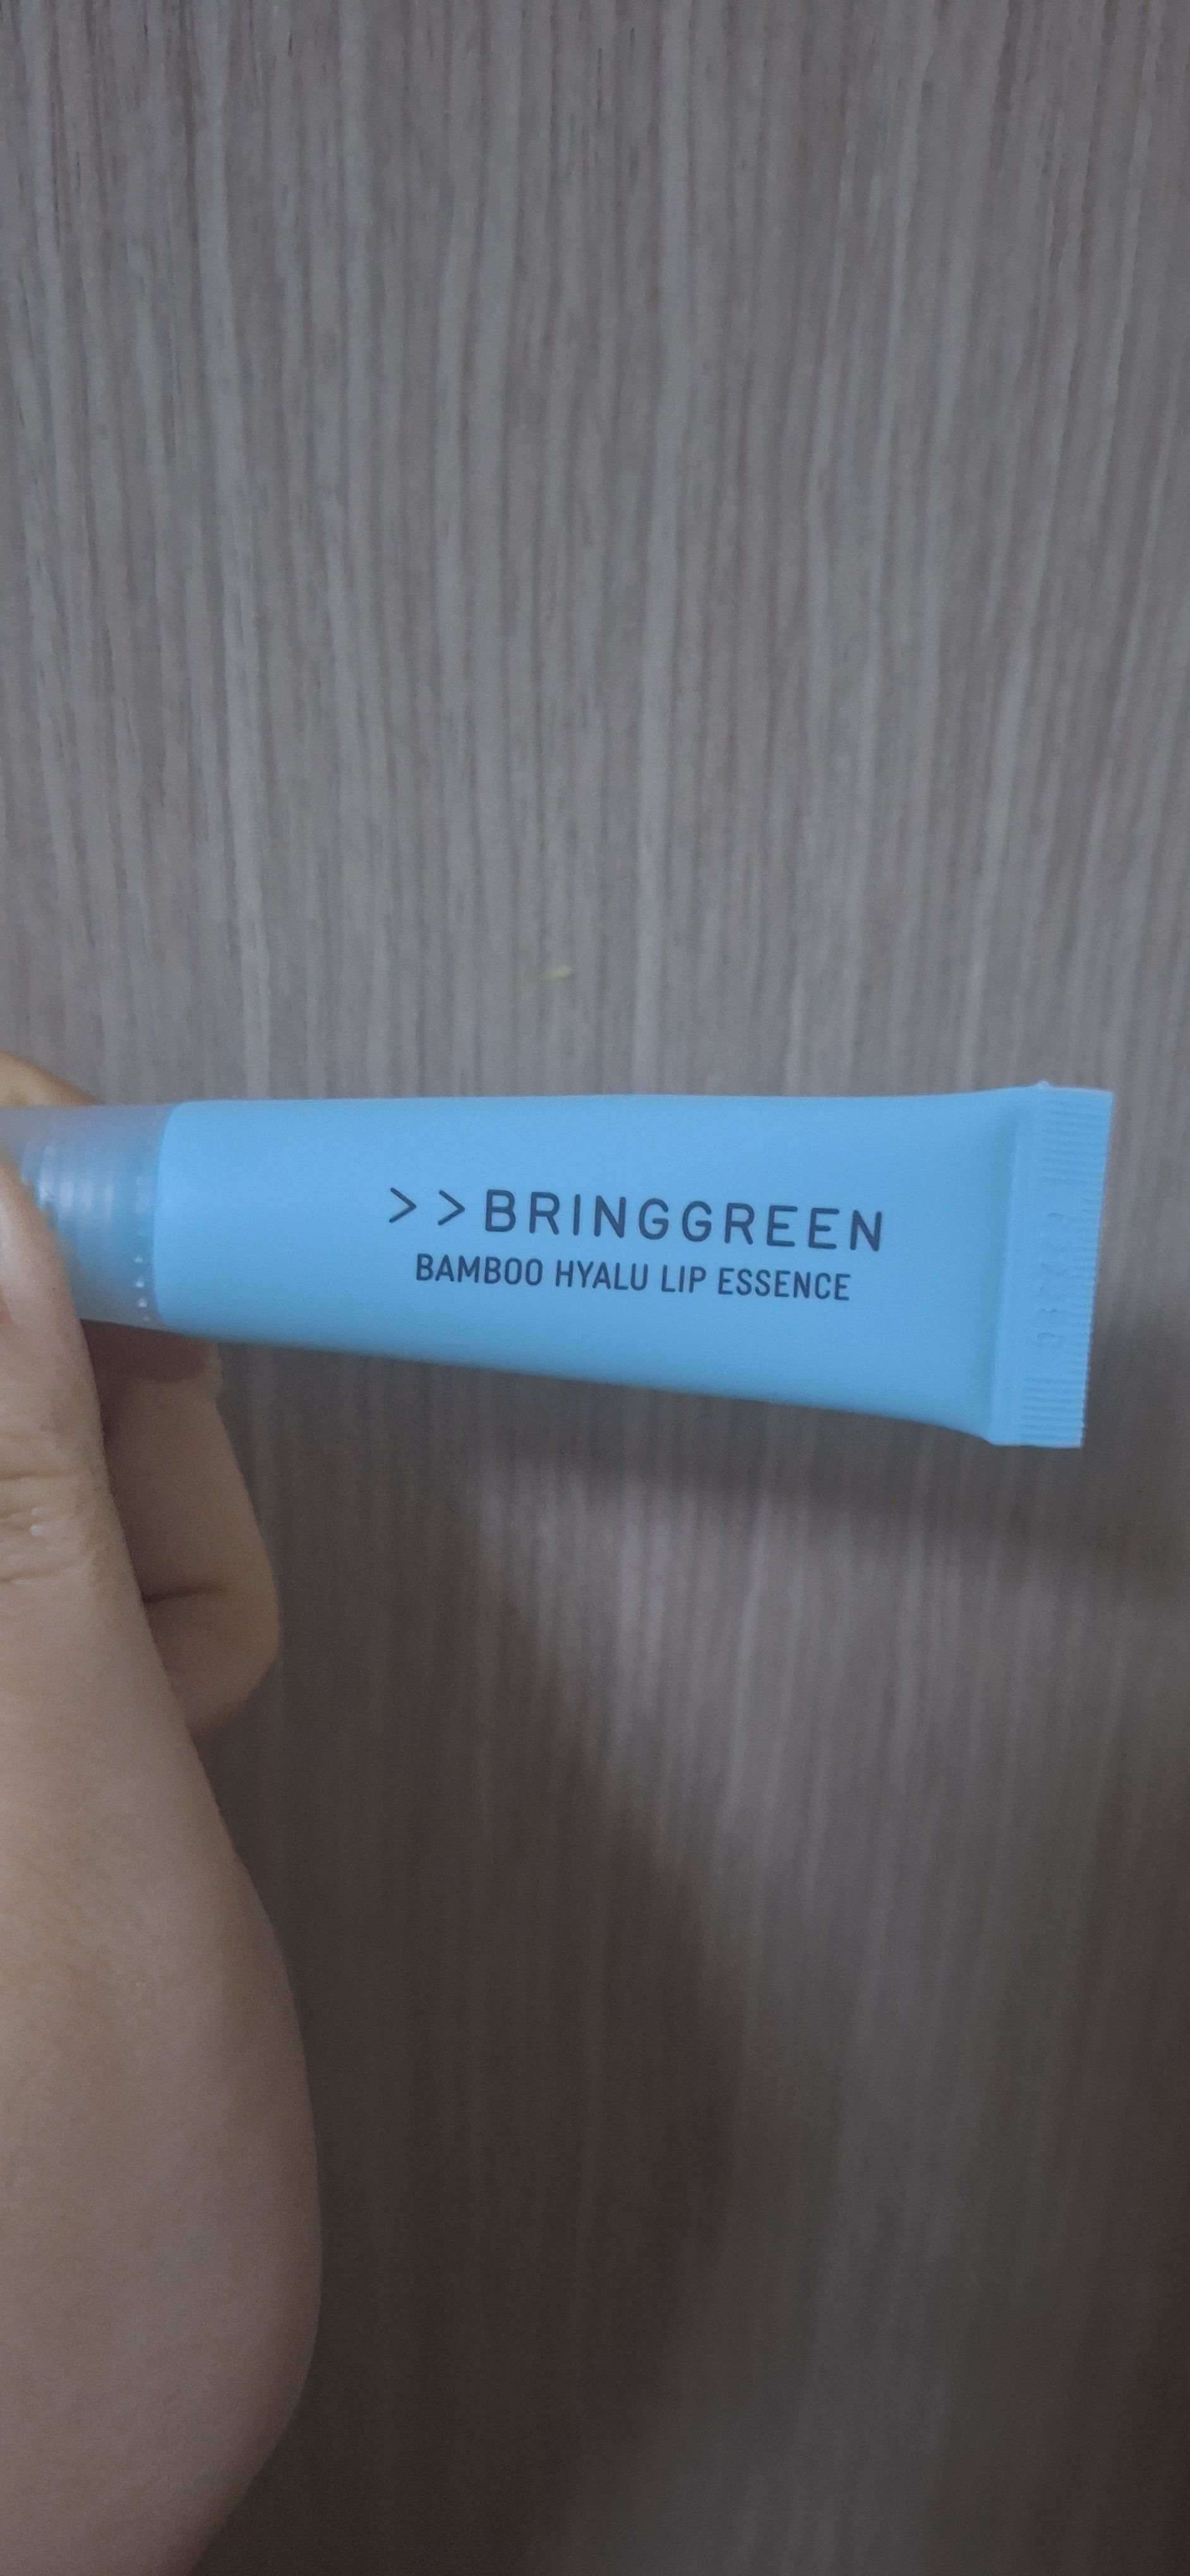 >>BRINGGREEN
BAMBOO HYALU LIP ESSENCE